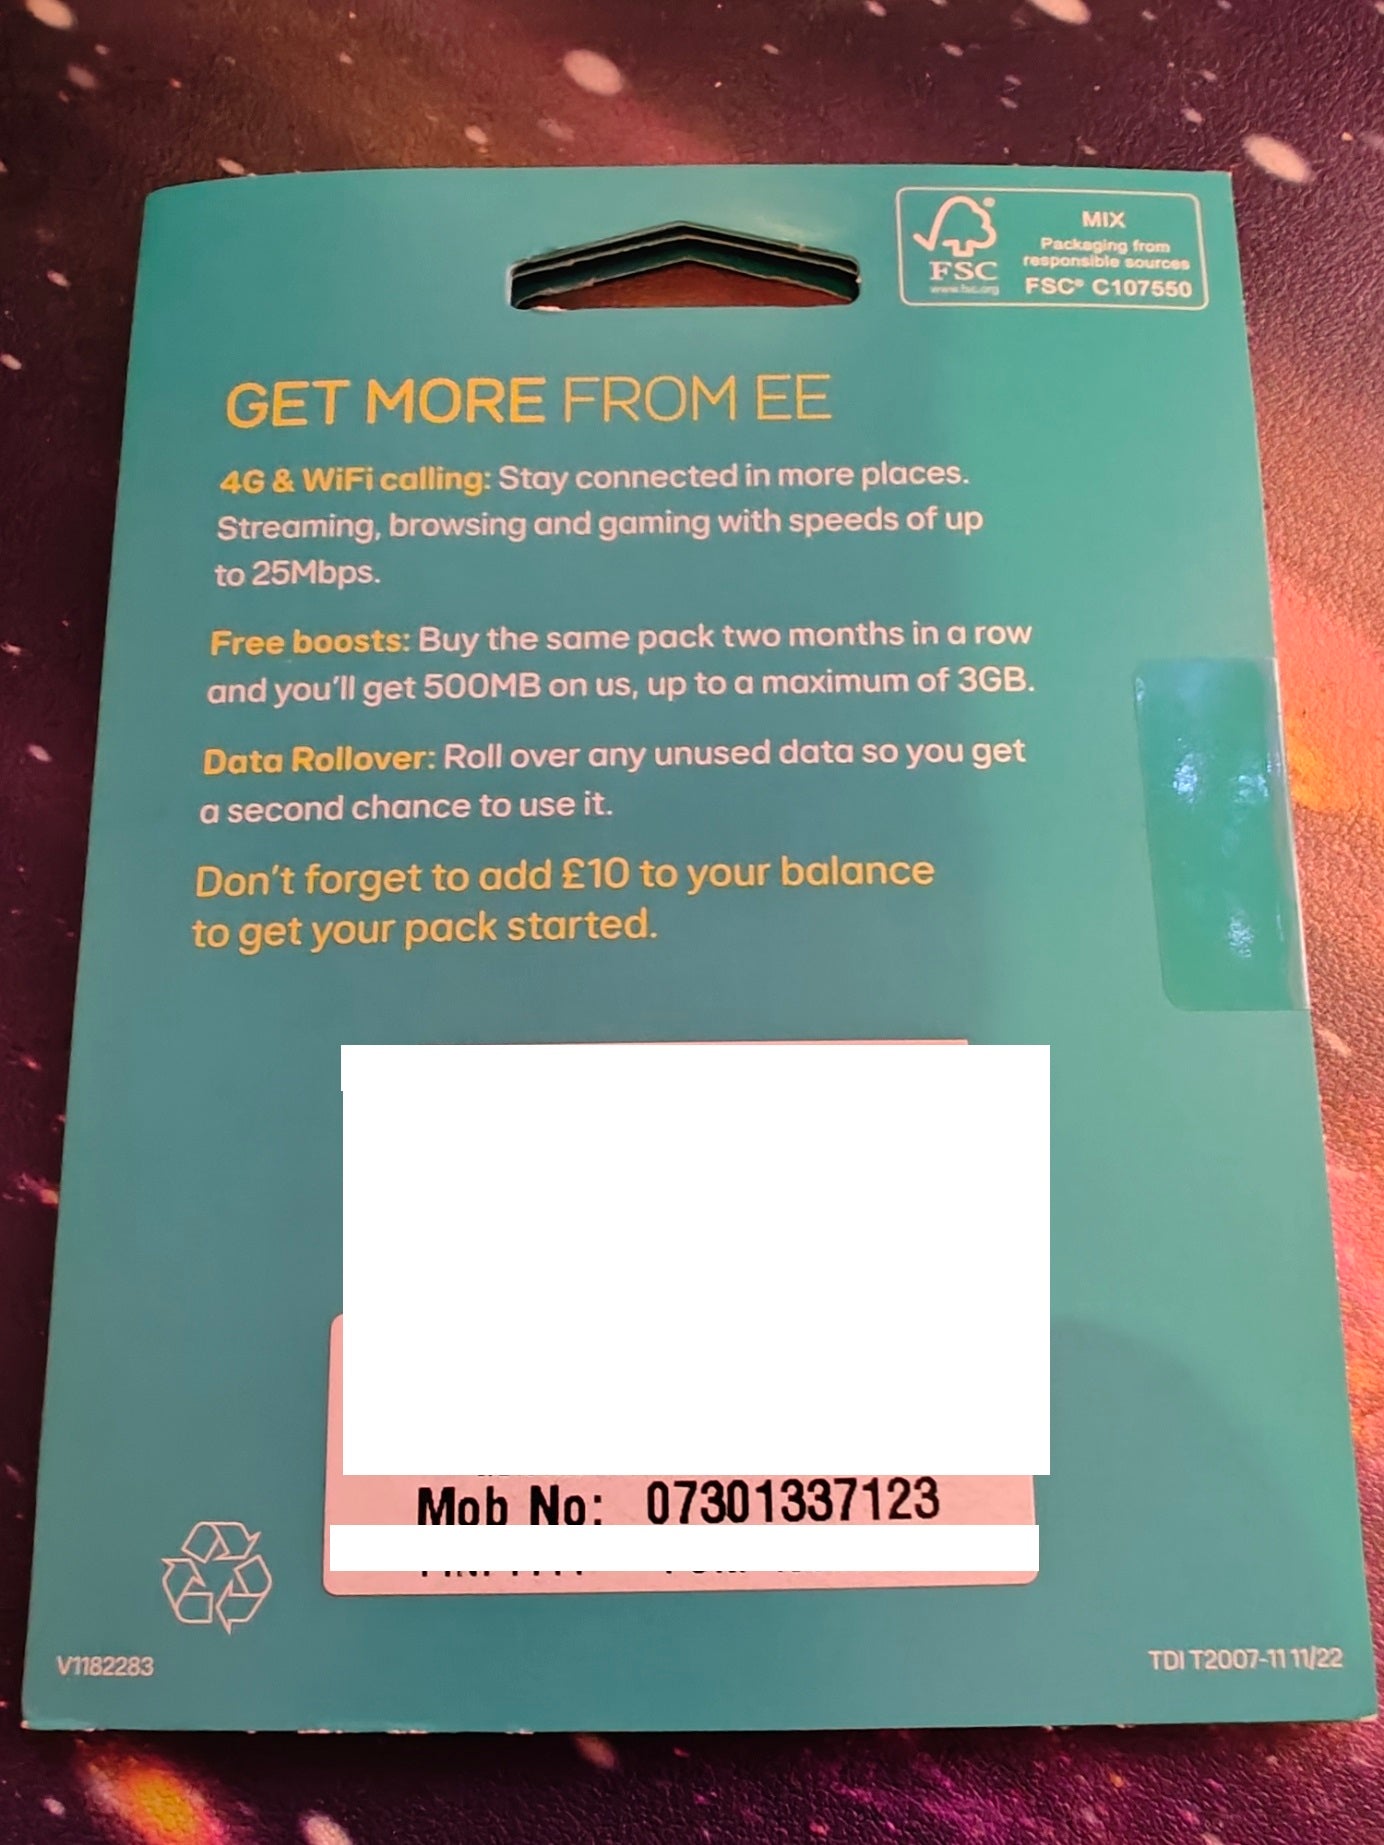 MIX
Packaging from
responsible sources
FSC® C107550
FSC
www.fsc.org
GET MORE FROM EE
4G & WiFi calling: Stay connected in more places.
Streaming, browsing and gaming with speeds of up
to 25Mbps.
Free boosts: Buy the same pack two months in a row
and you'll get 500MB on us, up to a maximum of 3GB.
Data Rollover: Roll over any unused data so you get
a second chance to use it.
Don't forget to add £10 to your balance
to get your pack started.
Mob No: 07301337123
V1182283
TDI T2007-11 11/22